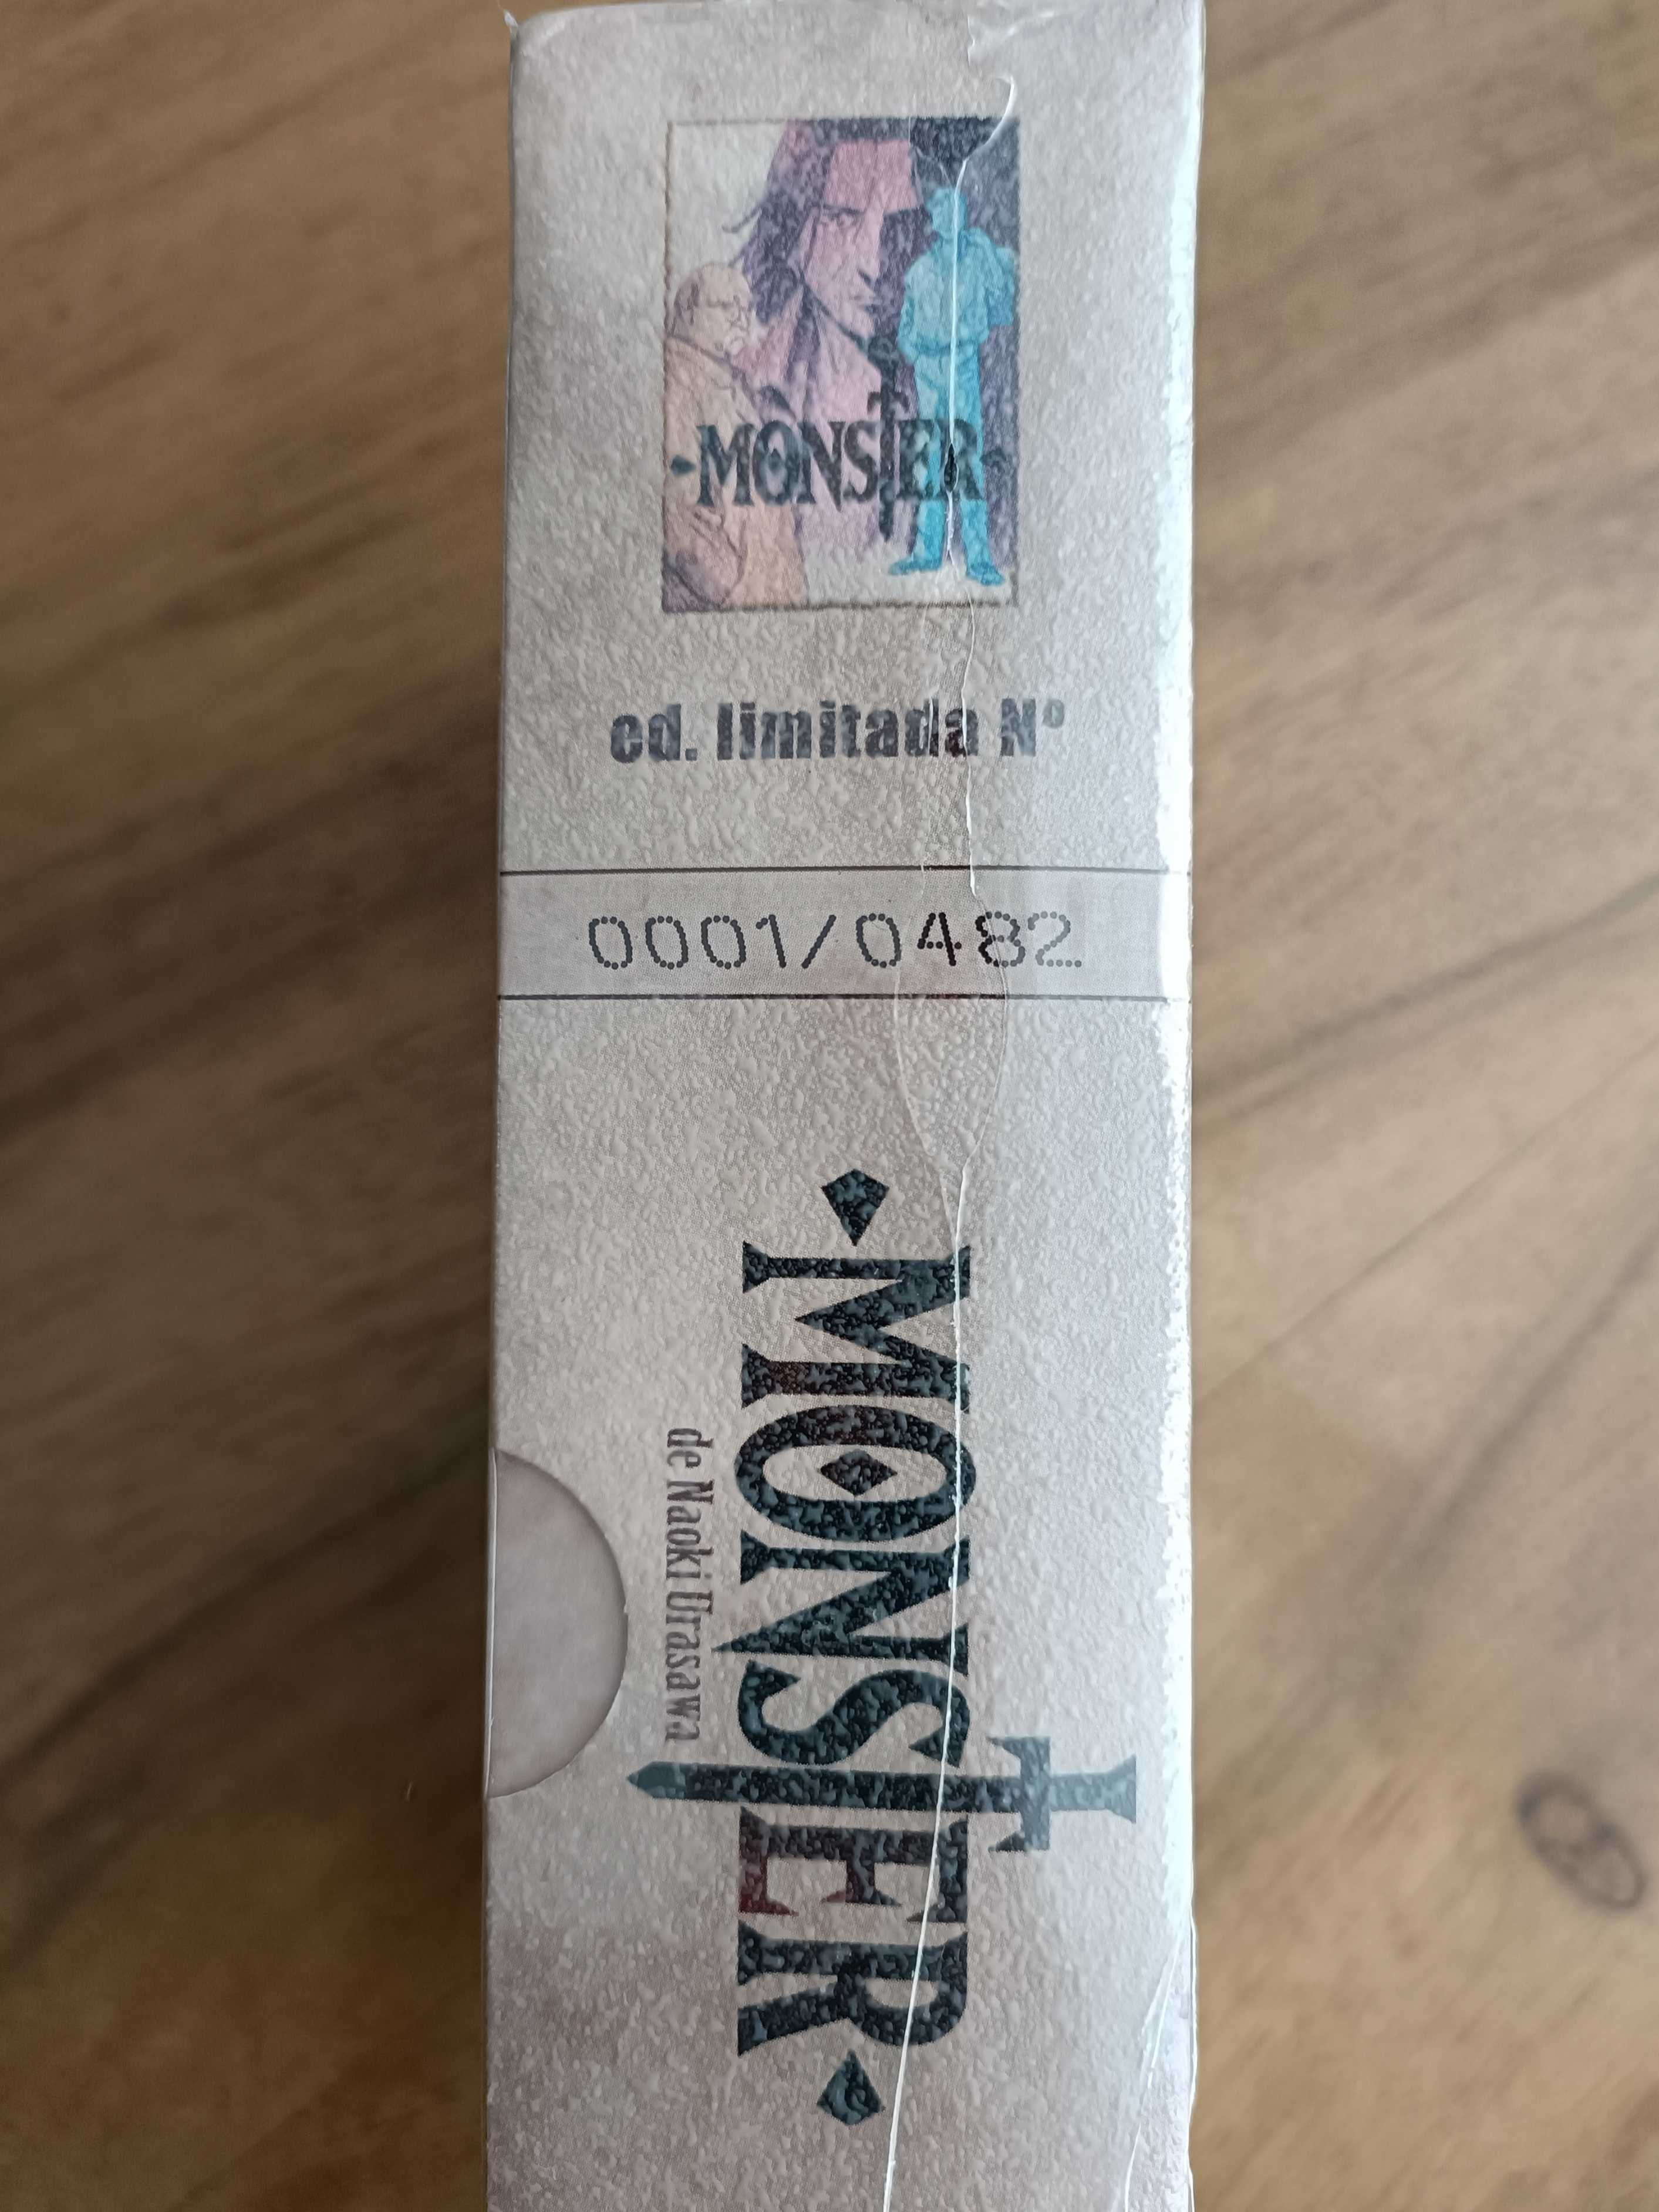 MONSTER
ed. limitada Nº
0001/0482
MONSTER
de Naoki Urasawa